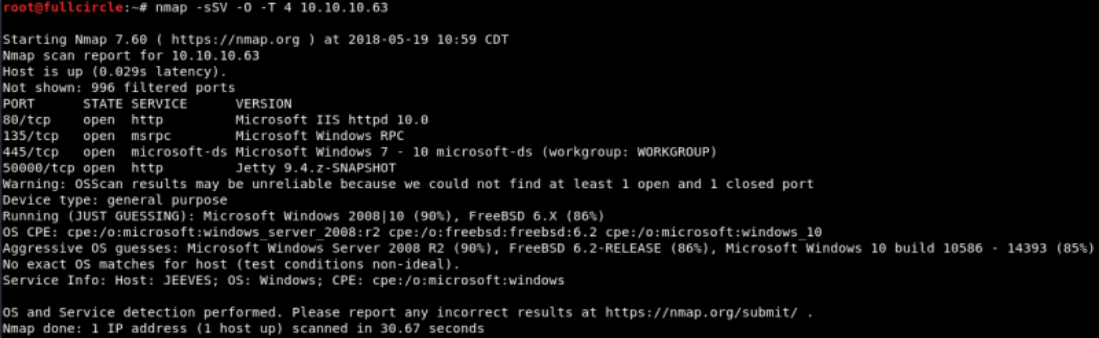 root@fullcircle:~# nmap -sSV -O -T 4 10.10.10.63
Starting Nmap 7.60 ( https://nmap.org ) at 2018-05-19 10:59 CDT
Nmap scan report for 10.10.10.63
Host is up (0.029s latency).
Not shown: 996 filtered ports
PORT      STATE SERVICE      VERSION
80/tcp    open  http         Microsoft IIS httpd 10.0
135/tcp   open  msrpc        Microsoft Windows RPC
445/tcp   open  microsoft-ds Microsoft Windows 7 - 10 microsoft-ds (workgroup: WORKGROUP)
50000/tcp open  http         Jetty 9.4.z-SNAPSHOT
Warning: OSScan results may be unreliable because we could not find at least 1 open and 1 closed port
Device type: general purpose
Running (JUST GUESSING): Microsoft Windows 2008|10 (90%), FreeBSD 6.X (86%)
OS CPE: cpe:/o:microsoft:windows_server_2008:r2 cpe:/o:freebsd:freebsd:6.2 cpe:/o:microsoft:windows_10
Aggressive OS guesses: Microsoft Windows Server 2008 R2 (90%), FreeBSD 6.2-RELEASE (86%), Microsoft Windows 10 build 10586 - 14393 (85%)
No exact OS matches for host (test conditions non-ideal).
Service Info: Host: JEEVES; OS: Windows; CPE: cpe:/o:microsoft:windows
OS and Service detection performed. Please report any incorrect results at https://nmap.org/submit/ .
Nmap done: 1 IP address (1 host up) scanned in 30.67 seconds